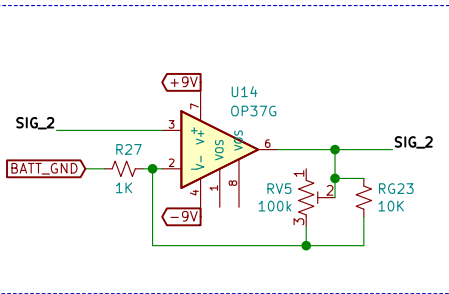 +9V
U14
OP37G
7
SIG_2
3
V+
VOS
6
SIG_2
R27
BATT_GND
2
V-
VOS
1K
4
1
8
-9V
RV5
100k
1
2
3
RG23
10K